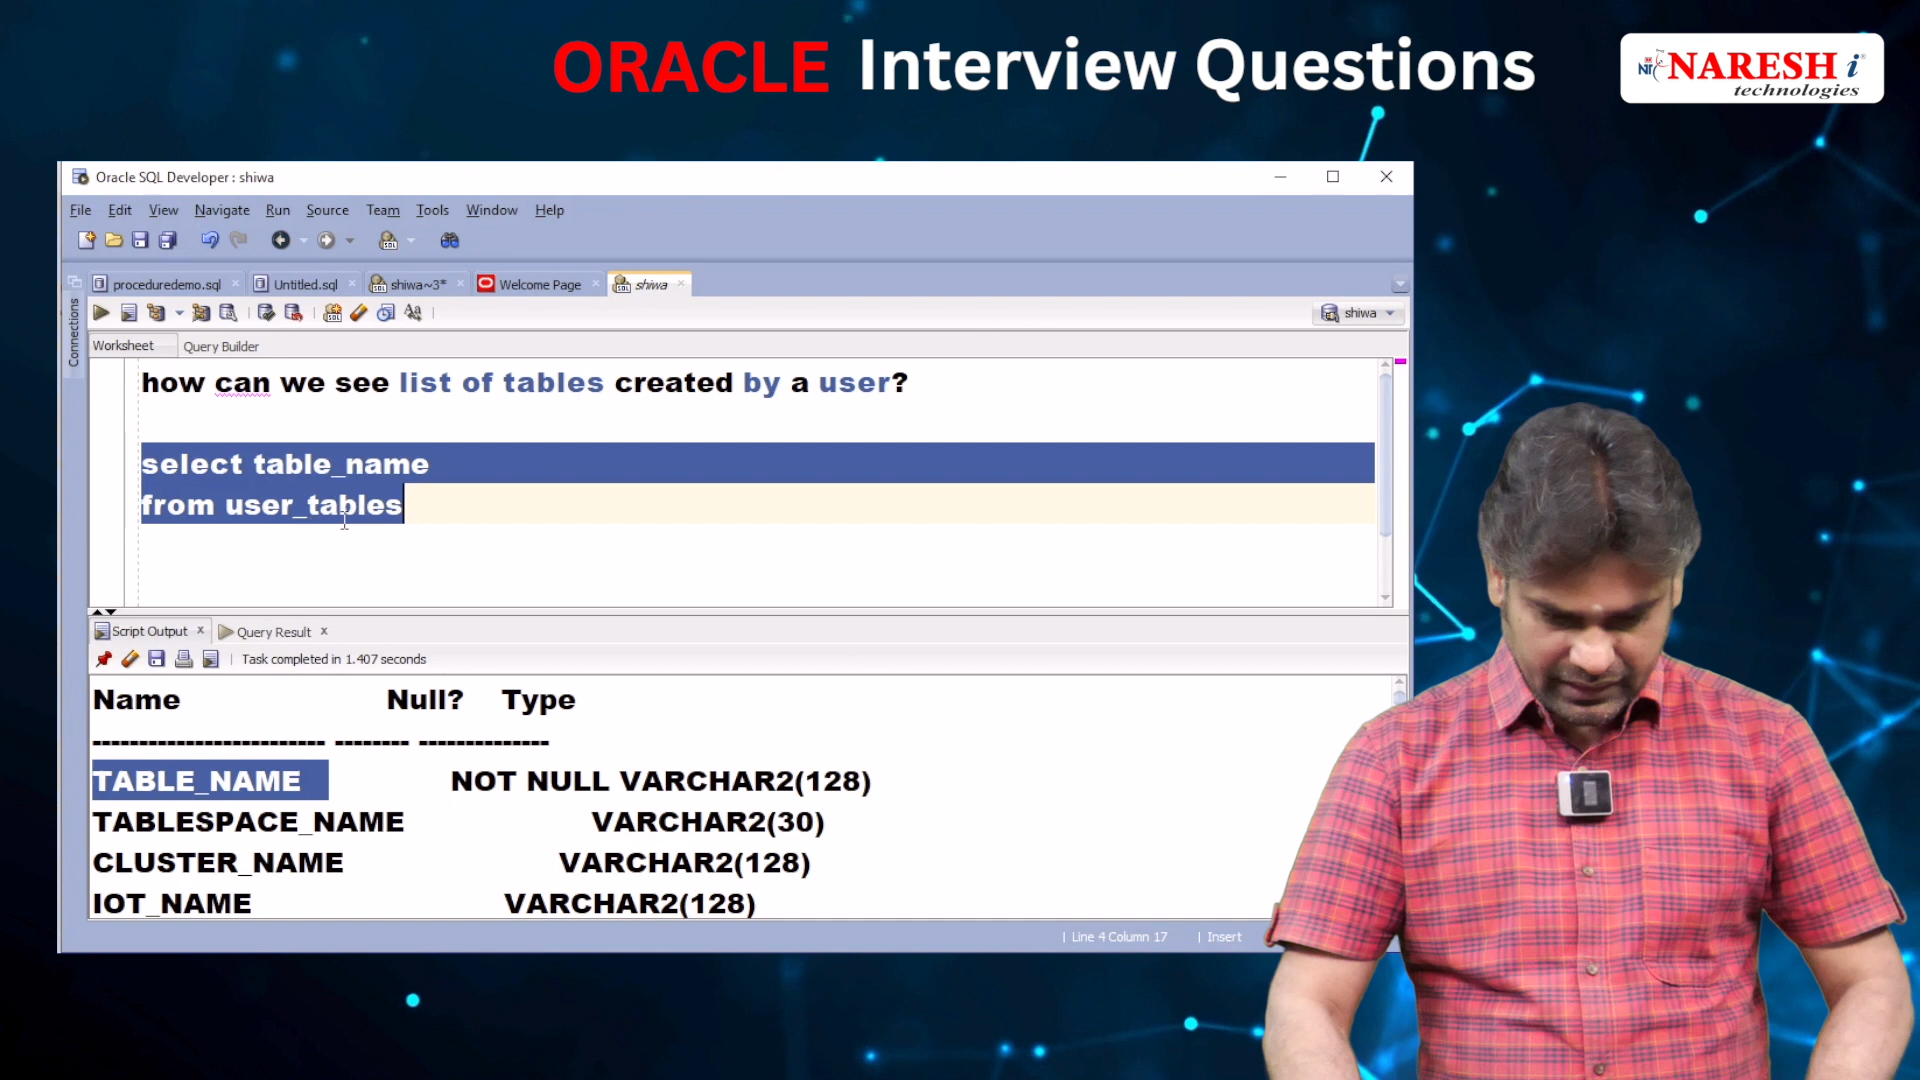 ORACLE Interview Questions
NT NARESH i
technologies
Oracle SQL Developer : shiwa
File Edit View Navigate Run Source Team Tools Window Help
proceduredemo.sql Untitled.sql shiwa~3* Welcome Page shiwa
shiwa
Connections
Worksheet Query Builder
how can we see list of tables created by a user?
select table_name
from user_tables
Script Output x Query Result x
Task completed in 1.407 seconds
Name Null? Type
------------------------- -------- --------------
TABLE_NAME NOT NULL VARCHAR2(128)
TABLESPACE_NAME VARCHAR2(30)
CLUSTER_NAME VARCHAR2(128)
IOT_NAME VARCHAR2(128)
| Line 4 Column 17 | Insert